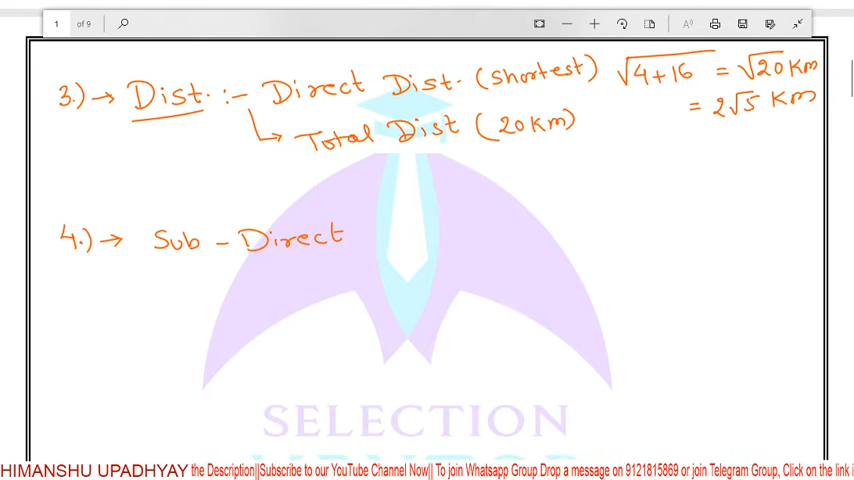 1 of 9
3.) → Dist. :- Direct Dist. (Shortest) √4+16 = √20 Km
= 2√5 Km
↳ Total Dist (20Km)
4.) → Sub - Direct
SELECTION
HIMANSHU UPADHYAY the Description||Subscribe to our YouTube Channel Now|| To join Whatsapp Group Drop a message on 9121815869 or join Telegram Group, Click on the link i